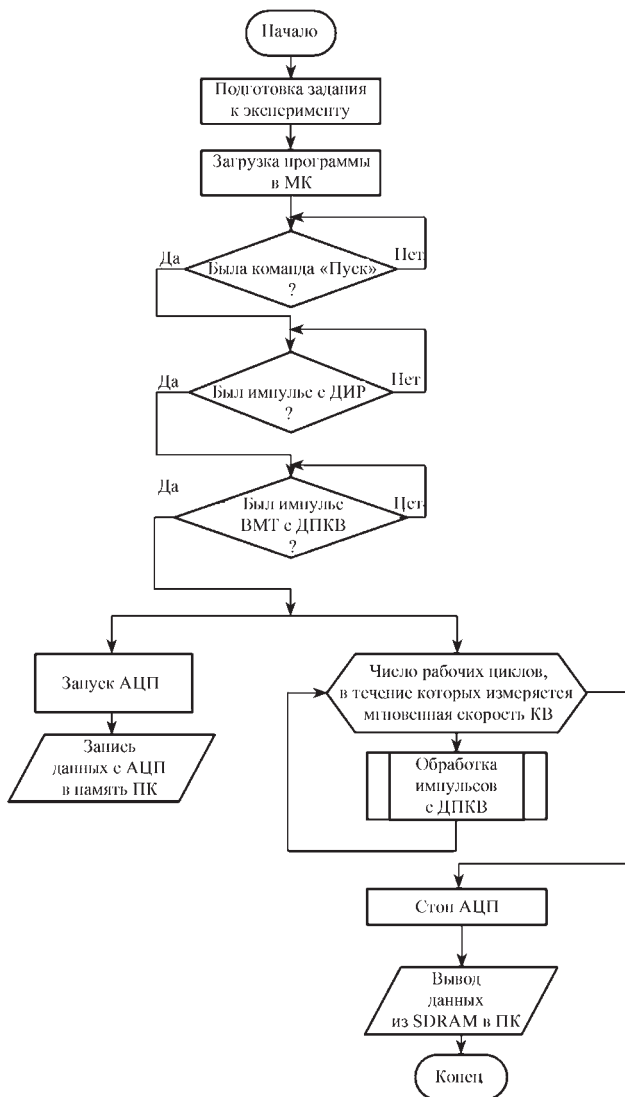 Начало
Подготовка задания
к эксперименту
Загрузка программы
в МК
Да
Нет
Была команда «Пуск»
?
Да
Нет
Был импульс с ДИР
?
Да
Нет
Был импульс
ВМТ с ДПКВ
?
Запуск АЦП
Число рабочих циклов,
в течение которых измеряется
мгновенная скорость КВ
Запись
данных с АЦП
в память ПК
Обработка
импульсов
с ДПКВ
Стоп АЦП
Вывод
данных
из SDRAM в ПК
Конец